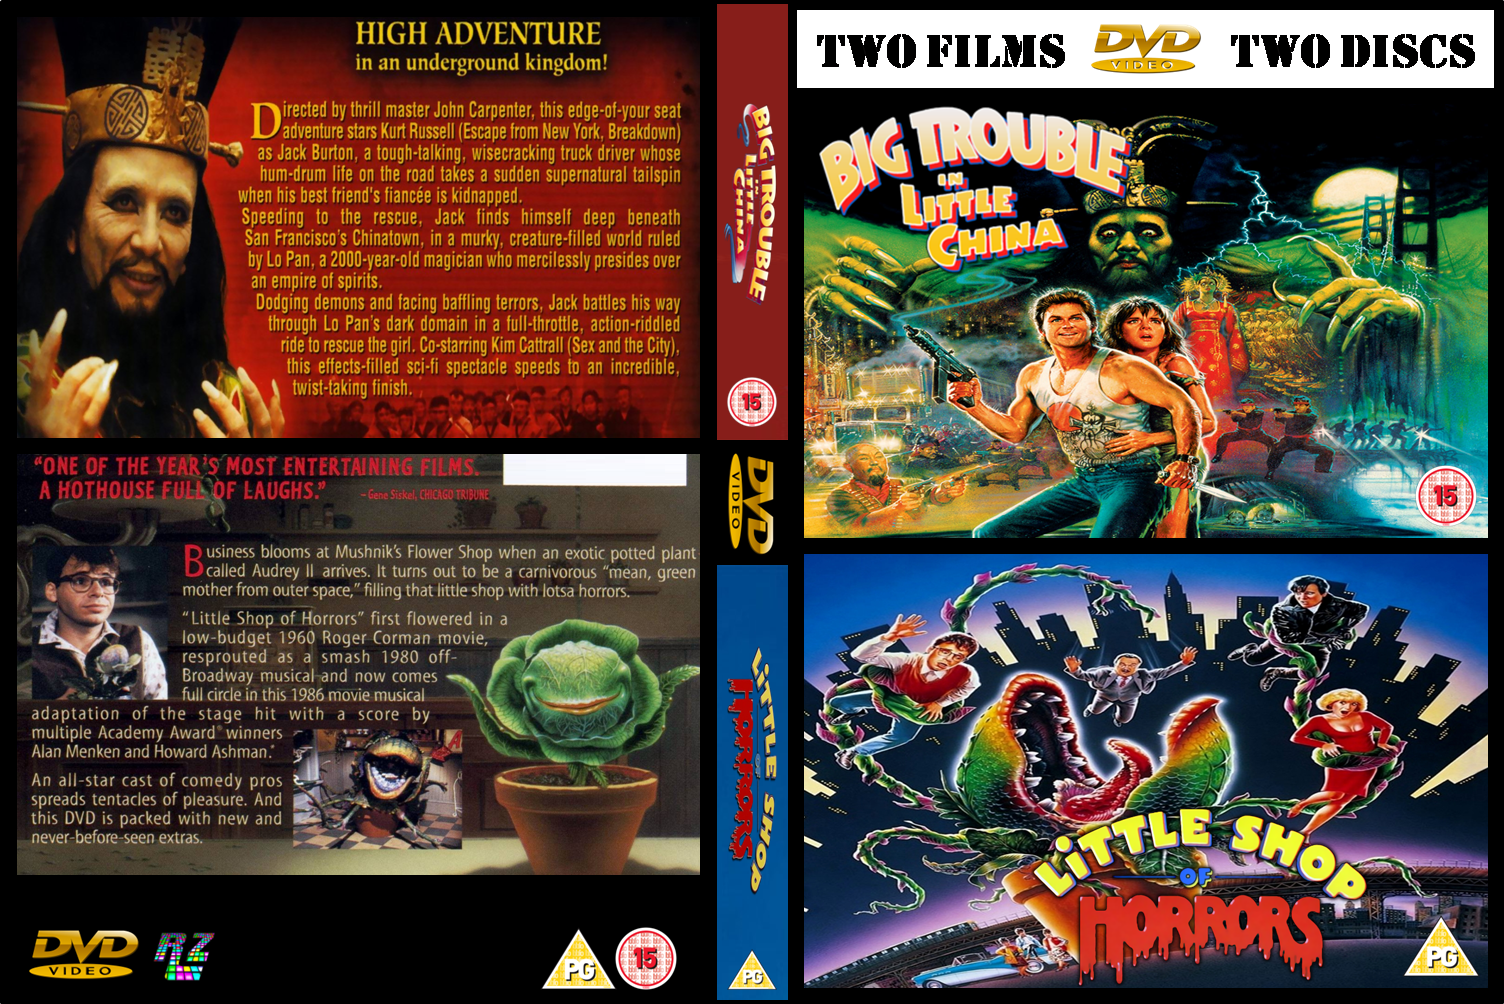 HIGH ADVENTURE
in an underground kingdom!
Directed by thrill master John Carpenter, this edge-of-your seat
adventure stars Kurt Russell (Escape from New York, Breakdown)
as Jack Burton, a tough-talking, wisecracking truck driver whose
hum-drum life on the road takes a sudden supernatural tailspin
when his best friend's fiancée is kidnapped.
Speeding to the rescue, Jack finds himself deep beneath
San Francisco's Chinatown, in a murky, creature-filled world ruled
by Lo Pan, a 2000-year-old magician who mercilessly presides over
an empire of spirits.
Dodging demons and facing baffling terrors, Jack battles his way
through Lo Pan's dark domain in a full-throttle, action-riddled
ride to rescue the girl. Co-starring Kim Cattrall (Sex and the City),
this effects-filled sci-fi spectacle speeds to an incredible,
twist-taking finish.
"ONE OF THE YEAR'S MOST ENTERTAINING FILMS.
A HOTHOUSE FULL OF LAUGHS."
– Gene Siskel, CHICAGO TRIBUNE
Business blooms at Mushnik's Flower Shop when an exotic potted plant
called Audrey II arrives. It turns out to be a carnivorous "mean, green
mother from outer space," filling that little shop with lotsa horrors.
"Little Shop of Horrors" first flowered in a
low-budget 1960 Roger Corman movie,
resprouted as a smash 1980 off-
Broadway musical and now comes
full circle in this 1986 movie musical
adaptation of the stage hit with a score by
multiple Academy Award® winners
Alan Menken and Howard Ashman.*
An all-star cast of comedy pros
spreads tentacles of pleasure. And
this DVD is packed with new and
never-before-seen extras.
DVD
VIDEO
RZ
PG
15
BIG TROUBLE
IN
LITTLE
CHINA
15
DVD
VIDEO
LITTLE SHOP
OF
HORRORS
PG
TWO FILMS
DVD
VIDEO
TWO DISCS
BIG TROUBLE
IN
LITTLE
CHINA
15
LITTLE SHOP
OF
HORRORS
PG